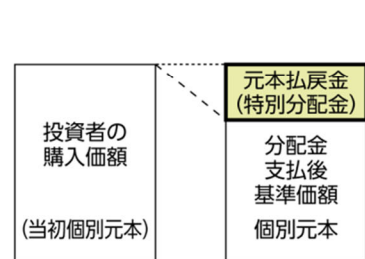 投資者の
購入価額
(当初個別元本)
元本払戻金
(特別分配金)
分配金
支払後
基準価額
個別元本